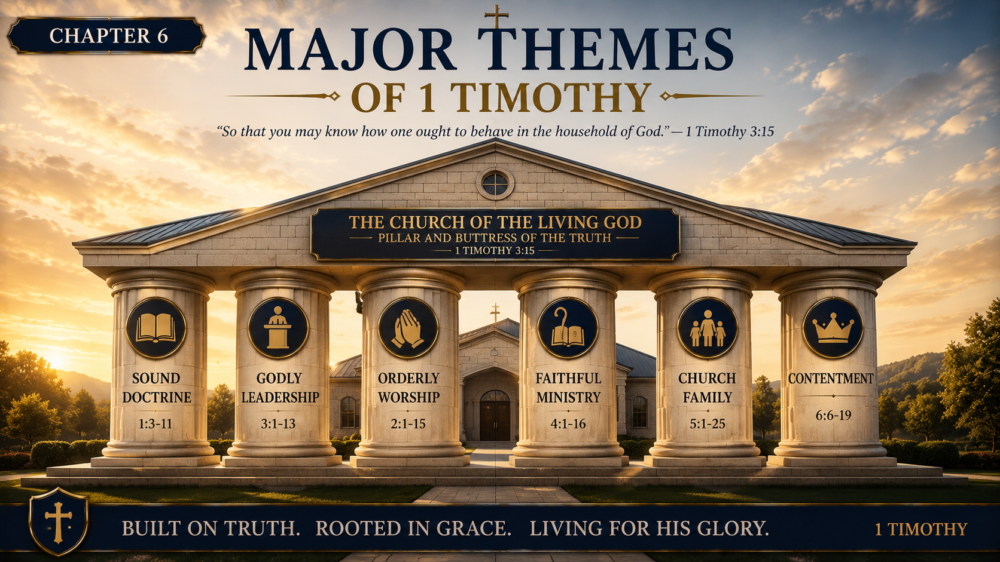 CHAPTER 6
MAJOR THEMES
OF 1 TIMOTHY
“So that you may know how one ought to behave in the household of God.” — 1 Timothy 3:15
THE CHURCH OF THE LIVING GOD
PILLAR AND BUTTRESS OF THE TRUTH
1 TIMOTHY 3:15
SOUND
DOCTRINE
1:3-11
GODLY
LEADERSHIP
3:1-13
ORDERLY
WORSHIP
2:1-15
FAITHFUL
MINISTRY
4:1-16
CHURCH
FAMILY
5:1-25
CONTENTMENT
6:6-19
BUILT ON TRUTH. ROOTED IN GRACE. LIVING FOR HIS GLORY.
1 TIMOTHY